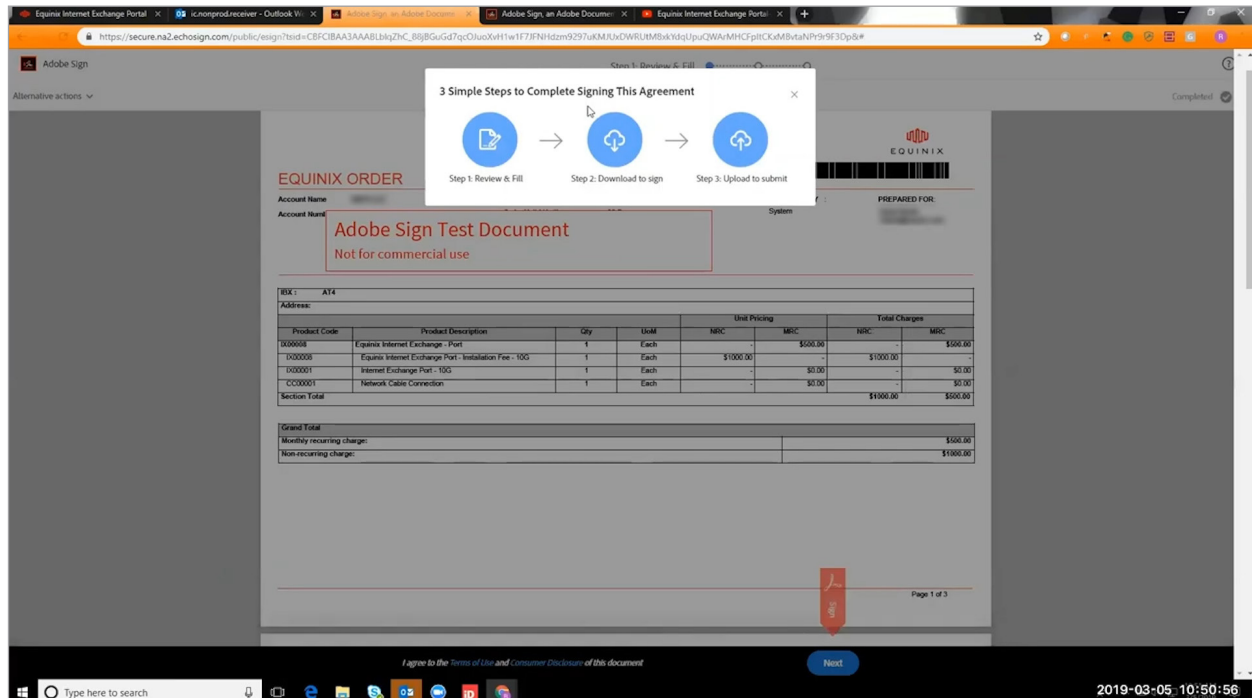 Equinix Internet Exchange Portal
ic.nonprod.receiver - Outlook W
Adobe Sign, an Adobe Documen
Adobe Sign, an Adobe Documen
Equinix Internet Exchange Portal
Adobe Sign
Step 1: Review & Fill
Alternative actions
Completed
3 Simple Steps to Complete Signing This Agreement
Step 1: Review & Fill
Step 2: Download to sign
Step 3: Upload to submit
EQUINIX
EQUINIX ORDER
Account Name
PREPARED FOR:
Account Numb
System
Adobe Sign Test Document
Not for commercial use
IBX : AT4
Address:
Unit Pricing Total Charges
Product Code Product Description Qty UoM NRC MRC NRC MRC
IX00008 Equinix Internet Exchange - Port 1 Each - $500.00 - $500.00
IX00009 Equinix Internet Exchange Port - Installation Fee - 10G 1 Each $1000.00 - $1000.00 -
IX00001 Internet Exchange Port - 10G 1 Each - $0.00 - $0.00
CC00001 Network Cable Connection 1 Each - $0.00 - $0.00
Section Total $1000.00 $500.00
Grand Total
Monthly recurring charge: $500.00
Non-recurring charge: $1000.00
Sign
Page 1 of 3
I agree to the Terms of Use and Consumer Disclosure of this document
Next
Type here to search
2019-03-05 10:50:56